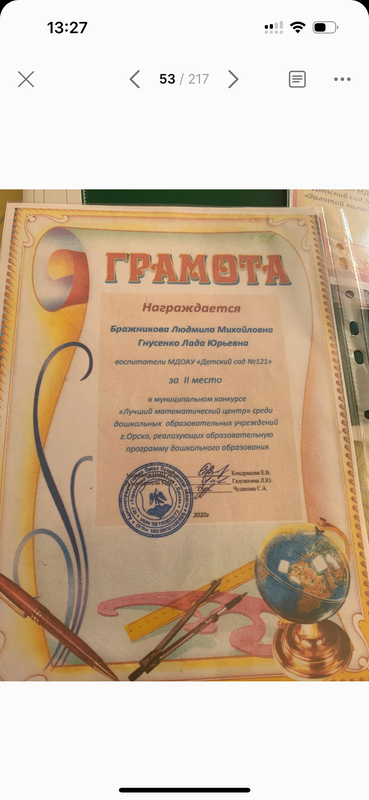 13:27
53 / 217
ГРАМОТА
Награждается
Бражникова Людмила Михайловна
Гнусенко Лада Юрьевна
воспитатели МДОАУ «Детский сад №121»
за II место
в муниципальном конкурсе
«Лучший математический центр» среди
дошкольных образовательных учреждений
г.Орска, реализующих образовательную
программу дошкольного образования
Кондракова Е.В.
Галушкина Л.Ю.
Чудакова С.А.
2020г